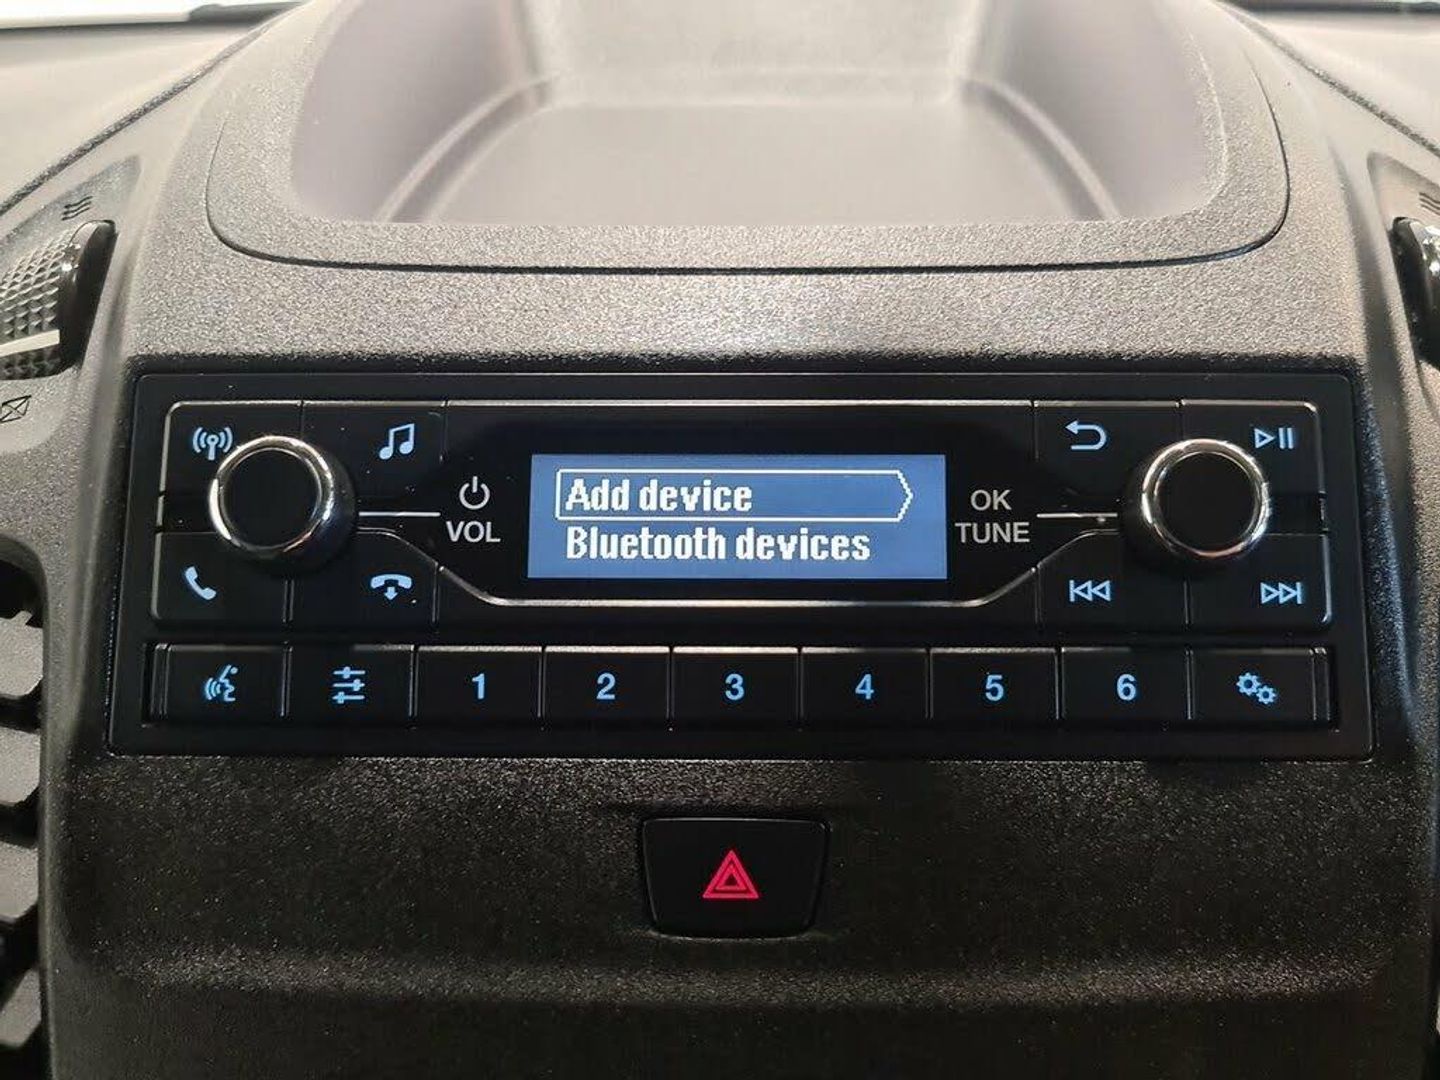 Add device
OK
VOL
TUNE
Bluetooth devices
1 2 3 4 5 6